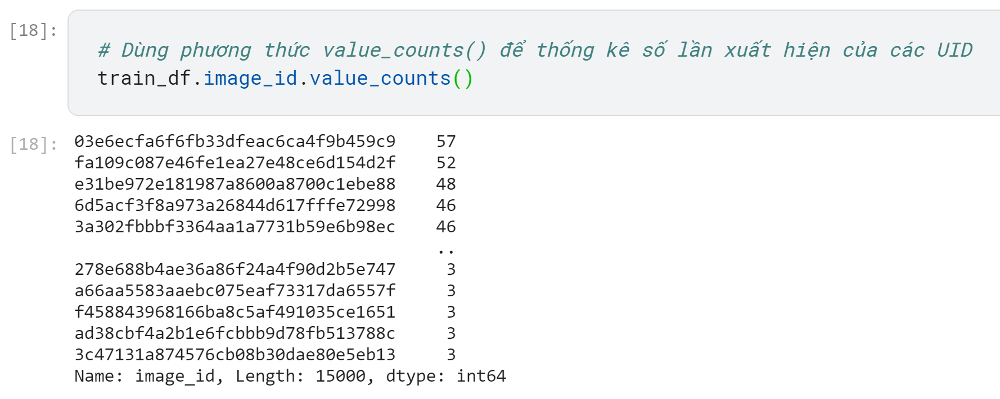 [18]:
# Dùng phương thức value_counts() để thống kê số lần xuất hiện của các UID
train_df.image_id.value_counts()
[18]:
03e6ecfa6f6fb33dfeac6ca4f9b459c9 57
fa109c087e46fe1ea27e48ce6d154d2f 52
e31be972e181987a8600a8700c1ebe88 48
6d5acf3f8a973a26844d617fffe72998 46
3a302fbbbf3364aa1a7731b59e6b98ec 46
..
278e688b4ae36a86f24a4f90d2b5e747 3
a66aa5583aaebc075eaf73317da6557f 3
f458843968166ba8c5af491035ce1651 3
ad38cbf4a2b1e6fcbbb9d78fb513788c 3
3c47131a874576cb08b30dae80e5eb13 3
Name: image_id, Length: 15000, dtype: int64